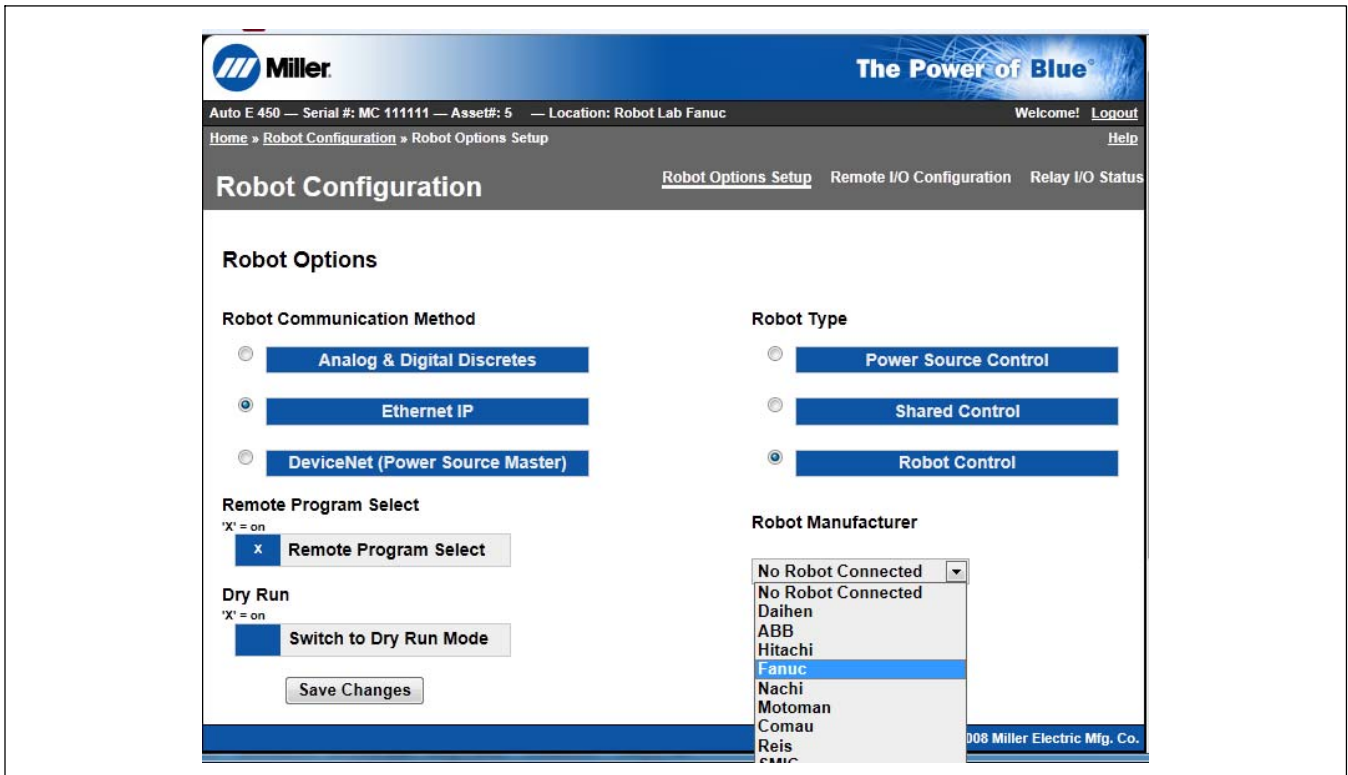 Miller.
The Power of Blue®
Auto E 450 — Serial #: MC 111111 — Asset#: 5 — Location: Robot Lab Fanuc
Welcome! Logout
Home » Robot Configuration » Robot Options Setup
Help
Robot Configuration
Robot Options Setup Remote I/O Configuration Relay I/O Status
Robot Options
Robot Communication Method
Analog & Digital Discretes
Ethernet IP
DeviceNet (Power Source Master)
Remote Program Select
'X' = on
X Remote Program Select
Dry Run
'X' = on
Switch to Dry Run Mode
Save Changes
Robot Type
Power Source Control
Shared Control
Robot Control
Robot Manufacturer
No Robot Connected
No Robot Connected
Daihen
ABB
Hitachi
Fanuc
Nachi
Motoman
Comau
Reis
008 Miller Electric Mfg. Co.